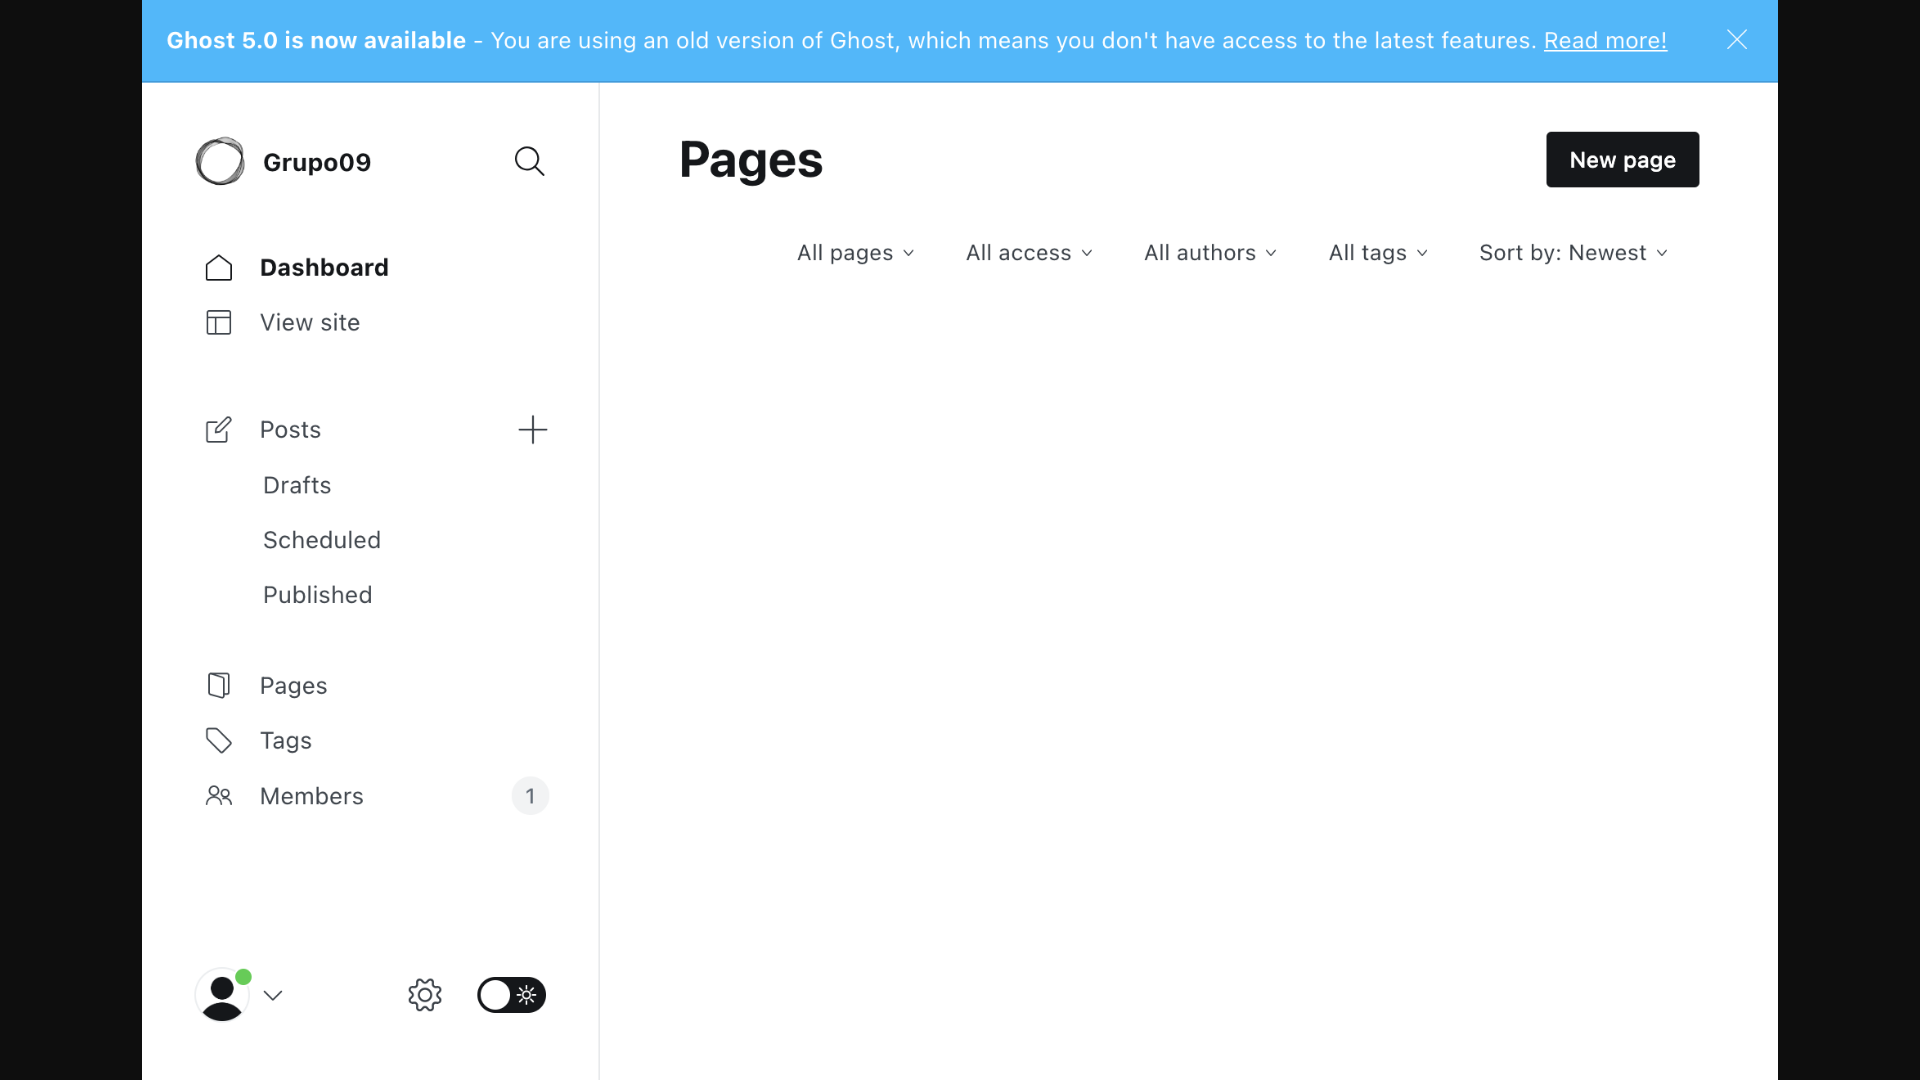 Ghost 5.0 is now available - You are using an old version of Ghost, which means you don't have access to the latest features. Read more!
Grupo09
Dashboard
View site
Posts
Drafts
Scheduled
Published
Pages
Tags
Members 1
Pages
New page
All pages All access All authors All tags Sort by: Newest